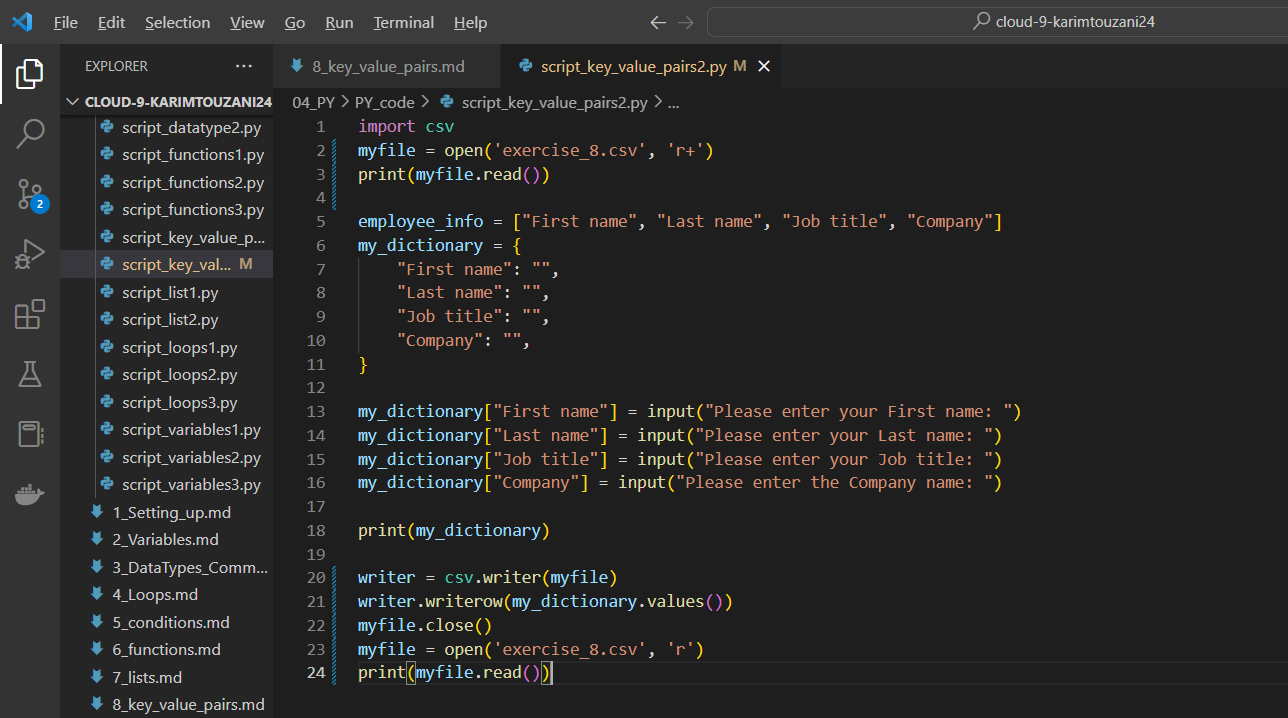 File Edit Selection View Go Run Terminal Help cloud-9-karimtouzani24
EXPLORER ...
8_key_value_pairs.md script_key_value_pairs2.py M
CLOUD-9-KARIMTOUZANI24
04_PY > PY_code > script_key_value_pairs2.py > ...
script_datatype2.py
script_functions1.py
script_functions2.py
script_functions3.py
script_key_value_p...
script_key_val... M
script_list1.py
script_list2.py
script_loops1.py
script_loops2.py
script_loops3.py
script_variables1.py
script_variables2.py
script_variables3.py
1_Setting_up.md
2_Variables.md
3_DataTypes_Comm...
4_Loops.md
5_conditions.md
6_functions.md
7_lists.md
8_key_value_pairs.md
2
1 import csv
2 myfile = open('exercise_8.csv', 'r+')
3 print(myfile.read())
4
5 employee_info = ["First name", "Last name", "Job title", "Company"]
6 my_dictionary = {
7     "First name": "",
8     "Last name": "",
9     "Job title": "",
10     "Company": "",
11 }
12
13 my_dictionary["First name"] = input("Please enter your First name: ")
14 my_dictionary["Last name"] = input("Please enter your Last name: ")
15 my_dictionary["Job title"] = input("Please enter your Job title: ")
16 my_dictionary["Company"] = input("Please enter the Company name: ")
17
18 print(my_dictionary)
19
20 writer = csv.writer(myfile)
21 writer.writerow(my_dictionary.values())
22 myfile.close()
23 myfile = open('exercise_8.csv', 'r')
24 print(myfile.read())